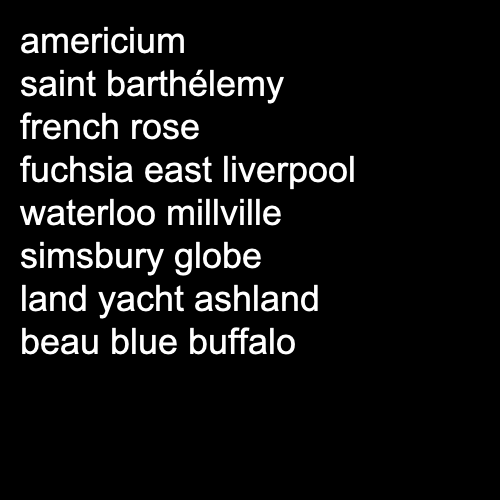 americium
saint barthélemy
french rose
fuchsia east liverpool
waterloo millville
simsbury globe
land yacht ashland
beau blue buffalo